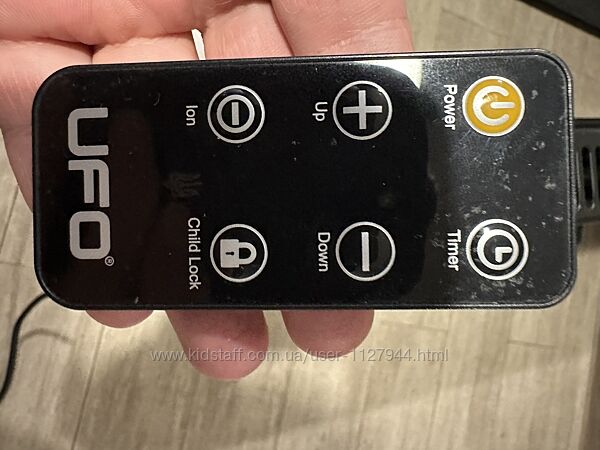 Power
Timer
Up
Down
Ion
Child Lock
UFO®
www.kidstaff.com.ua/user-1127944.html